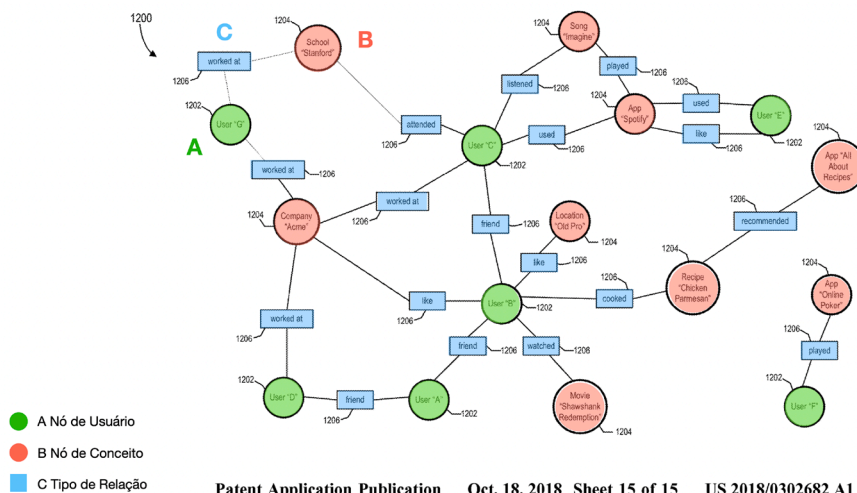 1200
C
1204
School
"Stanford"
B
worked at
1206
1202
User "G"
A
attended
1206
1204
Song
"Imagine"
played
1206
listened
1206
1204
App
"Spotify"
1206
used
like
1206
User "E"
1202
User "C"
1202
used
1206
1204
App "All
About
Recipes"
worked at
1206
worked at
1206
1204
Company
"Acme"
friend
1206
Location
"Old Pro"
1204
like
1206
1206
recommended
1204
Recipe
"Chicken
Parmesan"
1206
cooked
1204
App
"Online
Poker"
like
1206
User "B"
1202
worked at
1206
friend
1206
watched
1206
1206
played
1202
User "D"
friend
1206
User "A"
1202
Movie
"Shawshank
Redemption"
1204
1202
User "F"
A Nó de Usuário
B Nó de Conceito
C Tipo de Relação
Patent Application Publication Oct. 18, 2018 Sheet 15 of 15 US 2018/0302682 A1